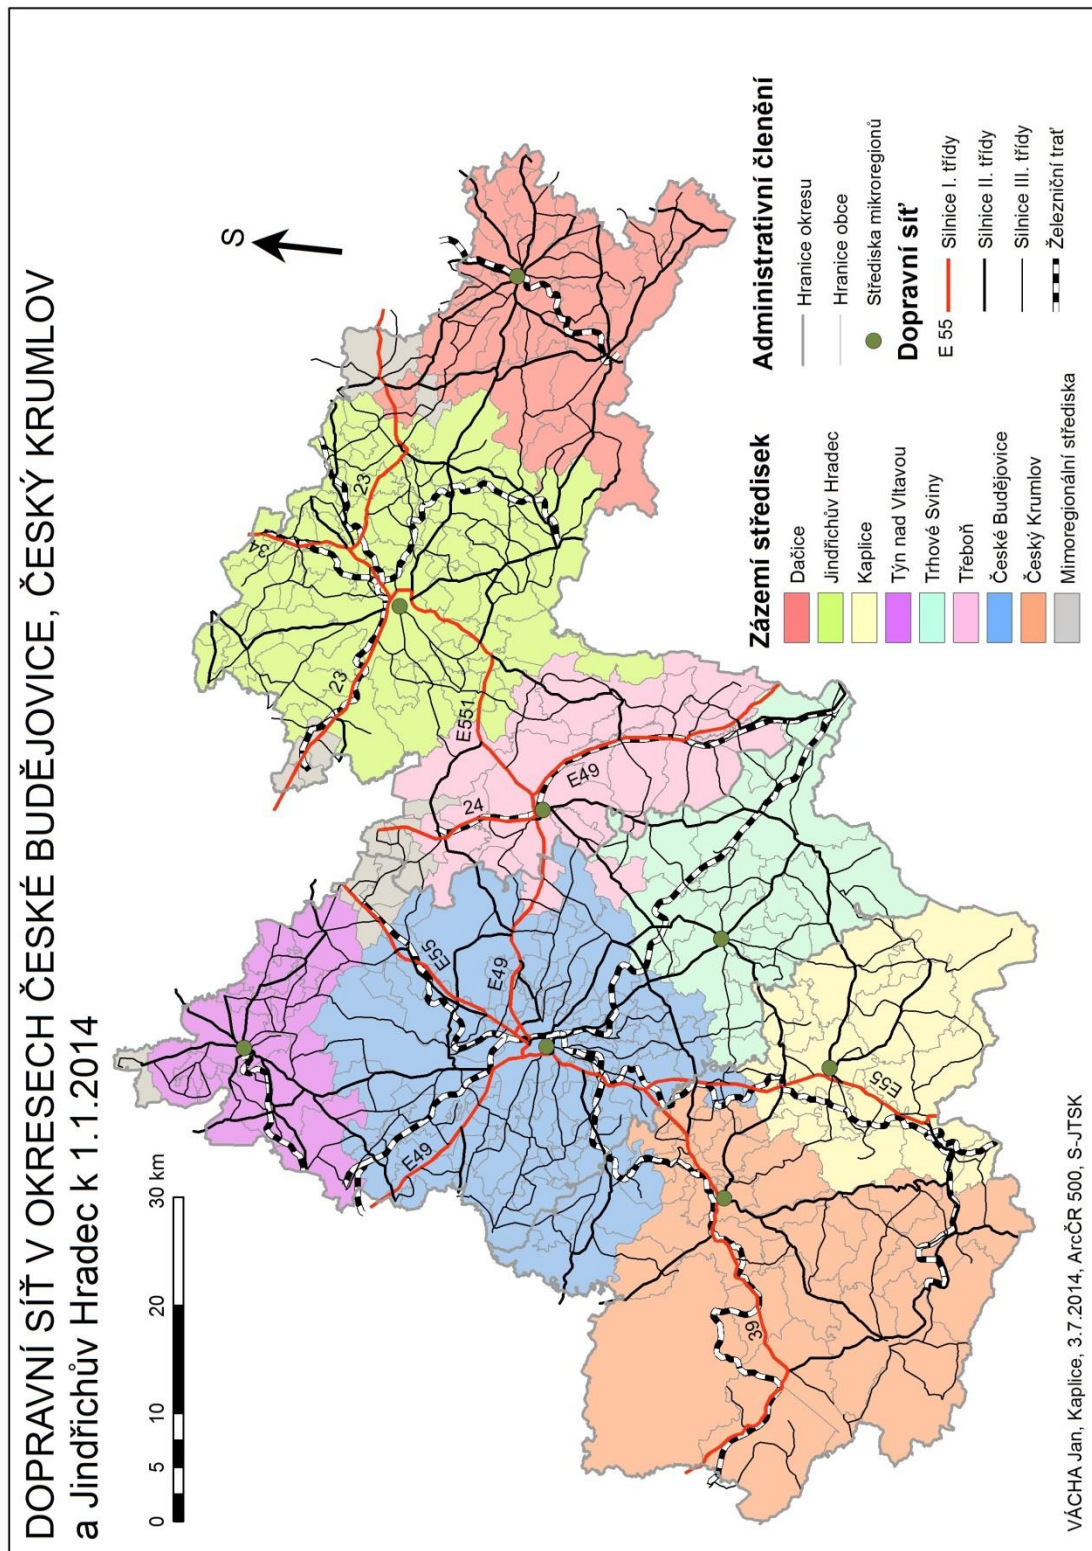 DOPRAVNÍ SÍŤ V OKRESECH ČESKÉ BUDĚJOVICE, ČESKÝ KRUMLOV
a Jindřichův Hradec k 1.1.2014
0 5 10 20 30 km
S
23
34
23
E551
24
E49
E55
E49
E49
E55
39
Zázemí středisek
Dačice
Jindřichův Hradec
Kaplice
Týn nad Vltavou
Trhové Sviny
Třeboň
České Budějovice
Český Krumlov
Mimoregionální střediska
Administrativní členění
Hranice okresu
Hranice obce
Střediska mikroregionů
Dopravní síť
E 55 Silnice I. třídy
Silnice II. třídy
Silnice III. třídy
Železniční trať
VÁCHA Jan, Kaplice, 3.7.2014, ArcČR 500, S-JTSK